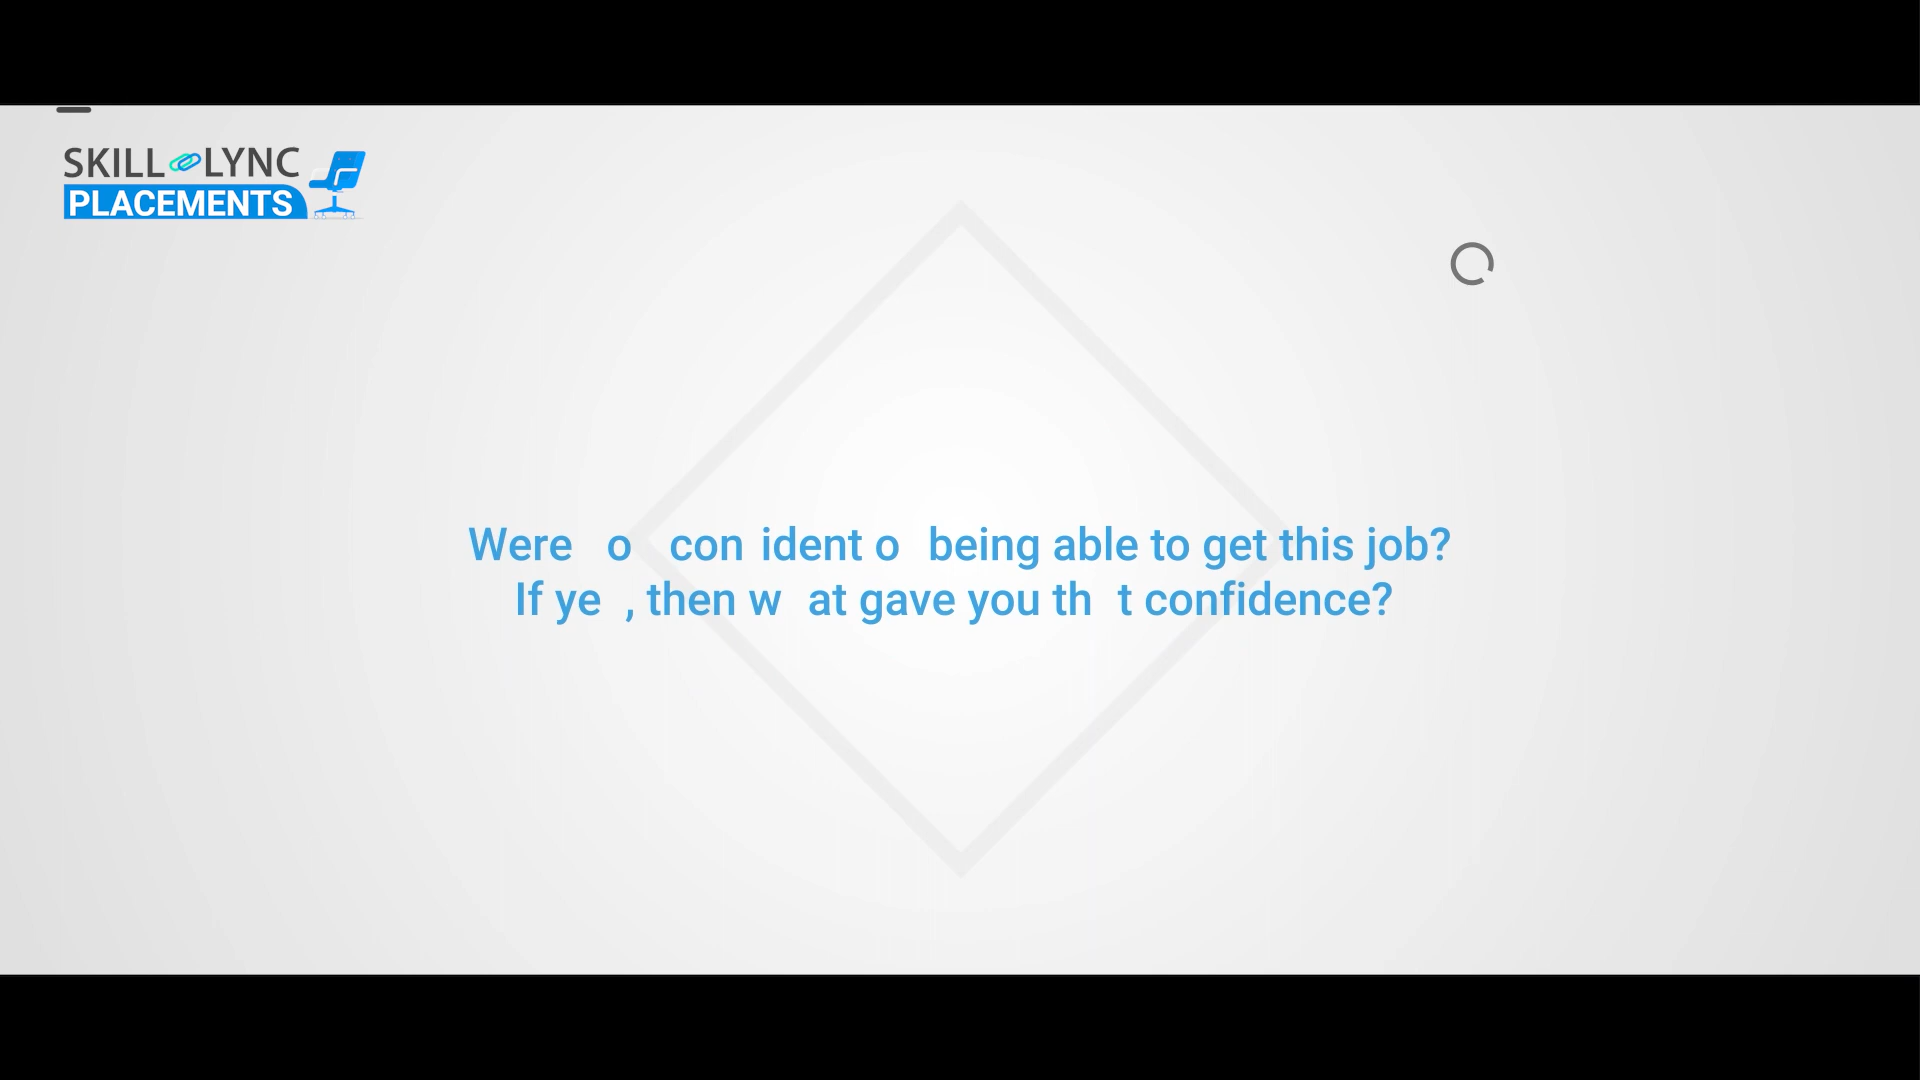 SKILL LYNC
PLACEMENTS
Were o con ident o being able to get this job?
If ye , then w at gave you th t confidence?